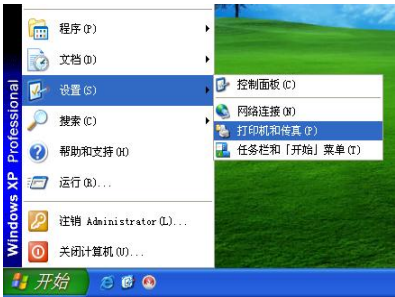 Windows XP Professional
程序(P)
文档(D)
设置(S)
搜索(C)
帮助和支持(H)
运行(R)...
注销 Administrator(L)...
关闭计算机(U)...
控制面板(C)
网络连接(N)
打印机和传真(P)
任务栏和「开始」菜单(T)
开始